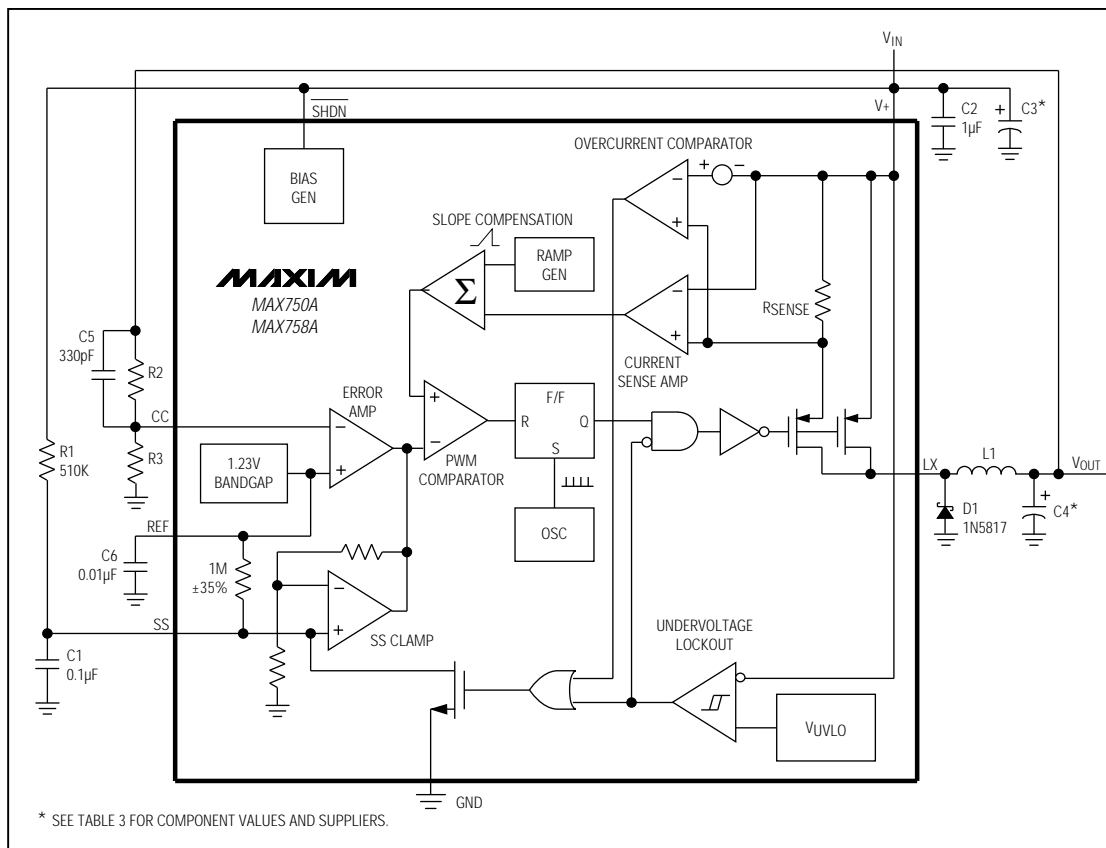 VIN
V+
SHDN
C2
1µF
+
C3*
OVERCURRENT COMPARATOR
+
−
BIAS
GEN
−
+
SLOPE COMPENSATION
RAMP
GEN
MAXIM
MAX750A
MAX758A
Σ
−
+
CURRENT
SENSE AMP
RSENSE
C5
330pF
R2
CC
R3
R1
510K
ERROR
AMP
−
+
1.23V
BANDGAP
+
−
PWM
COMPARATOR
F/F
R
Q
S
OSC
LX
L1
VOUT
D1
1N5817
+
C4*
REF
C6
0.01µF
1M
±35%
−
+
SS CLAMP
SS
C1
0.1µF
UNDERVOLTAGE
LOCKOUT
VUVLO
GND
* SEE TABLE 3 FOR COMPONENT VALUES AND SUPPLIERS.